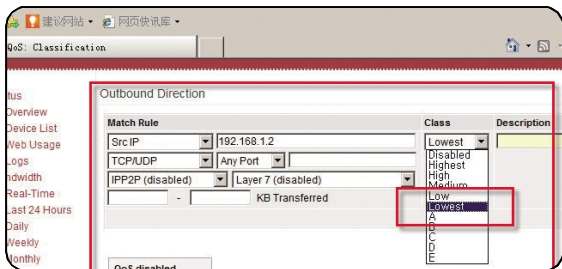 建议网站 网页快讯库
QoS: Classification
tus
Overview
Device List
Web Usage
Logs
ndwidth
Real-Time
Last 24 Hours
Daily
Weekly
Monthly
Outbound Direction
Match Rule Class Description
Src IP 192.168.1.2 Lowest
TCP/UDP Any Port
IPP2P (disabled) Layer 7 (disabled)
- KB Transferred
Disabled
Highest
High
Medium
Low
Lowest
A
B
C
D
E
QoS disabled